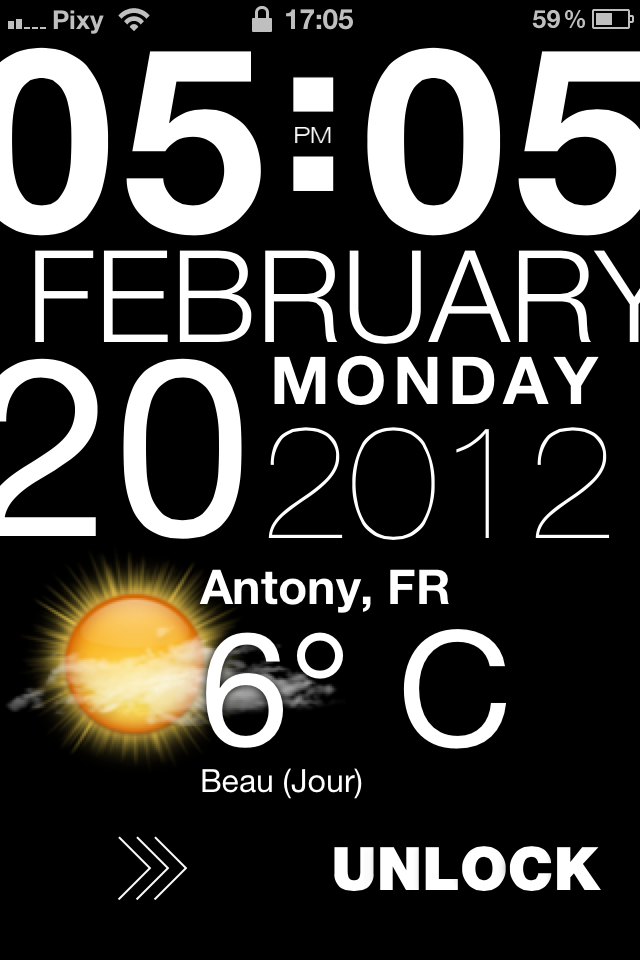 Pixy 17:05 59%
05:05
PM
FEBRUARY
20 MONDAY
2012
Antony, FR
6° C
Beau (Jour)
UNLOCK